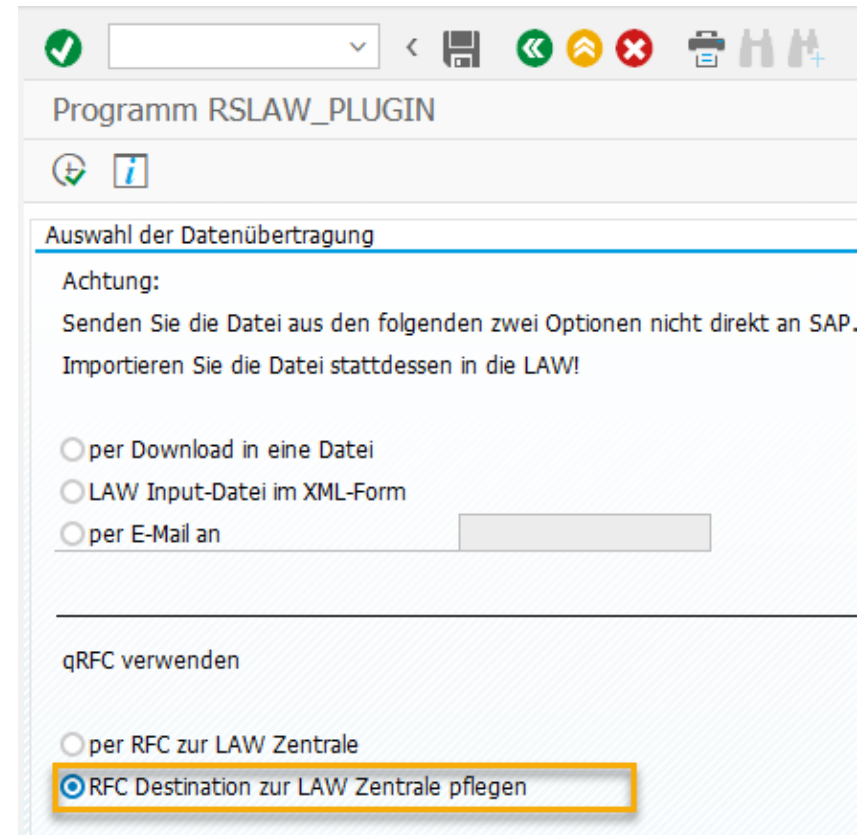 Programm RSLAW_PLUGIN
Auswahl der Datenübertragung
Achtung:
Senden Sie die Datei aus den folgenden zwei Optionen nicht direkt an SAP.
Importieren Sie die Datei stattdessen in die LAW!
per Download in eine Datei
LAW Input-Datei im XML-Form
per E-Mail an
qRFC verwenden
per RFC zur LAW Zentrale
RFC Destination zur LAW Zentrale pflegen